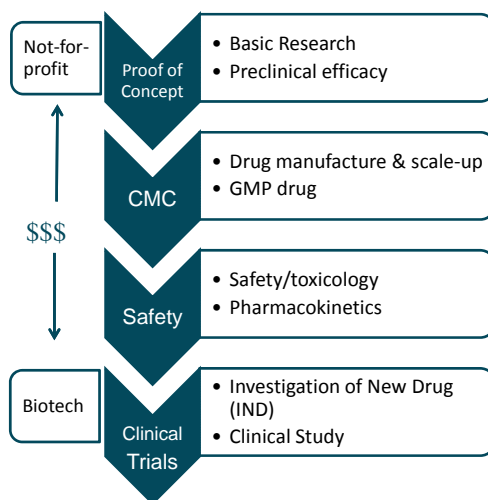 Not-for-
profit
Proof of
Concept
• Basic Research
• Preclinical efficacy
CMC
• Drug manufacture & scale-up
• GMP drug
$$$
Safety
• Safety/toxicology
• Pharmacokinetics
Biotech
Clinical
Trials
• Investigation of New Drug
(IND)
• Clinical Study